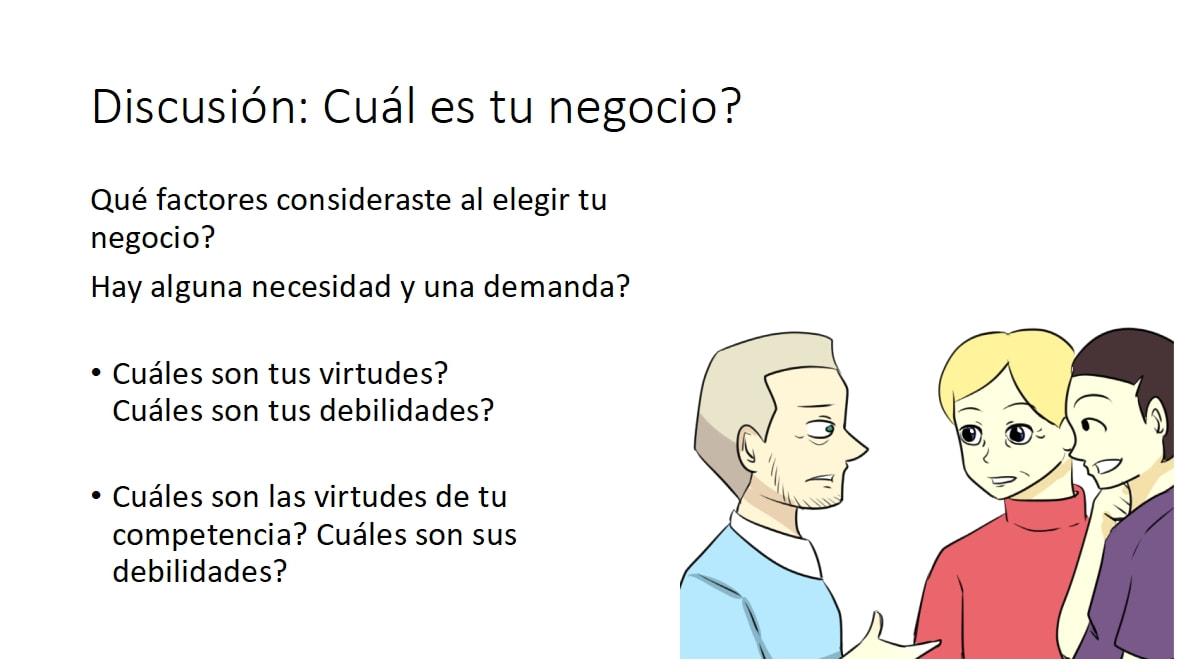 Discusión: Cuál es tu negocio?
Qué factores consideraste al elegir tu
negocio?
Hay alguna necesidad y una demanda?
• Cuáles son tus virtudes?
Cuáles son tus debilidades?
• Cuáles son las virtudes de tu
competencia? Cuáles son sus
debilidades?